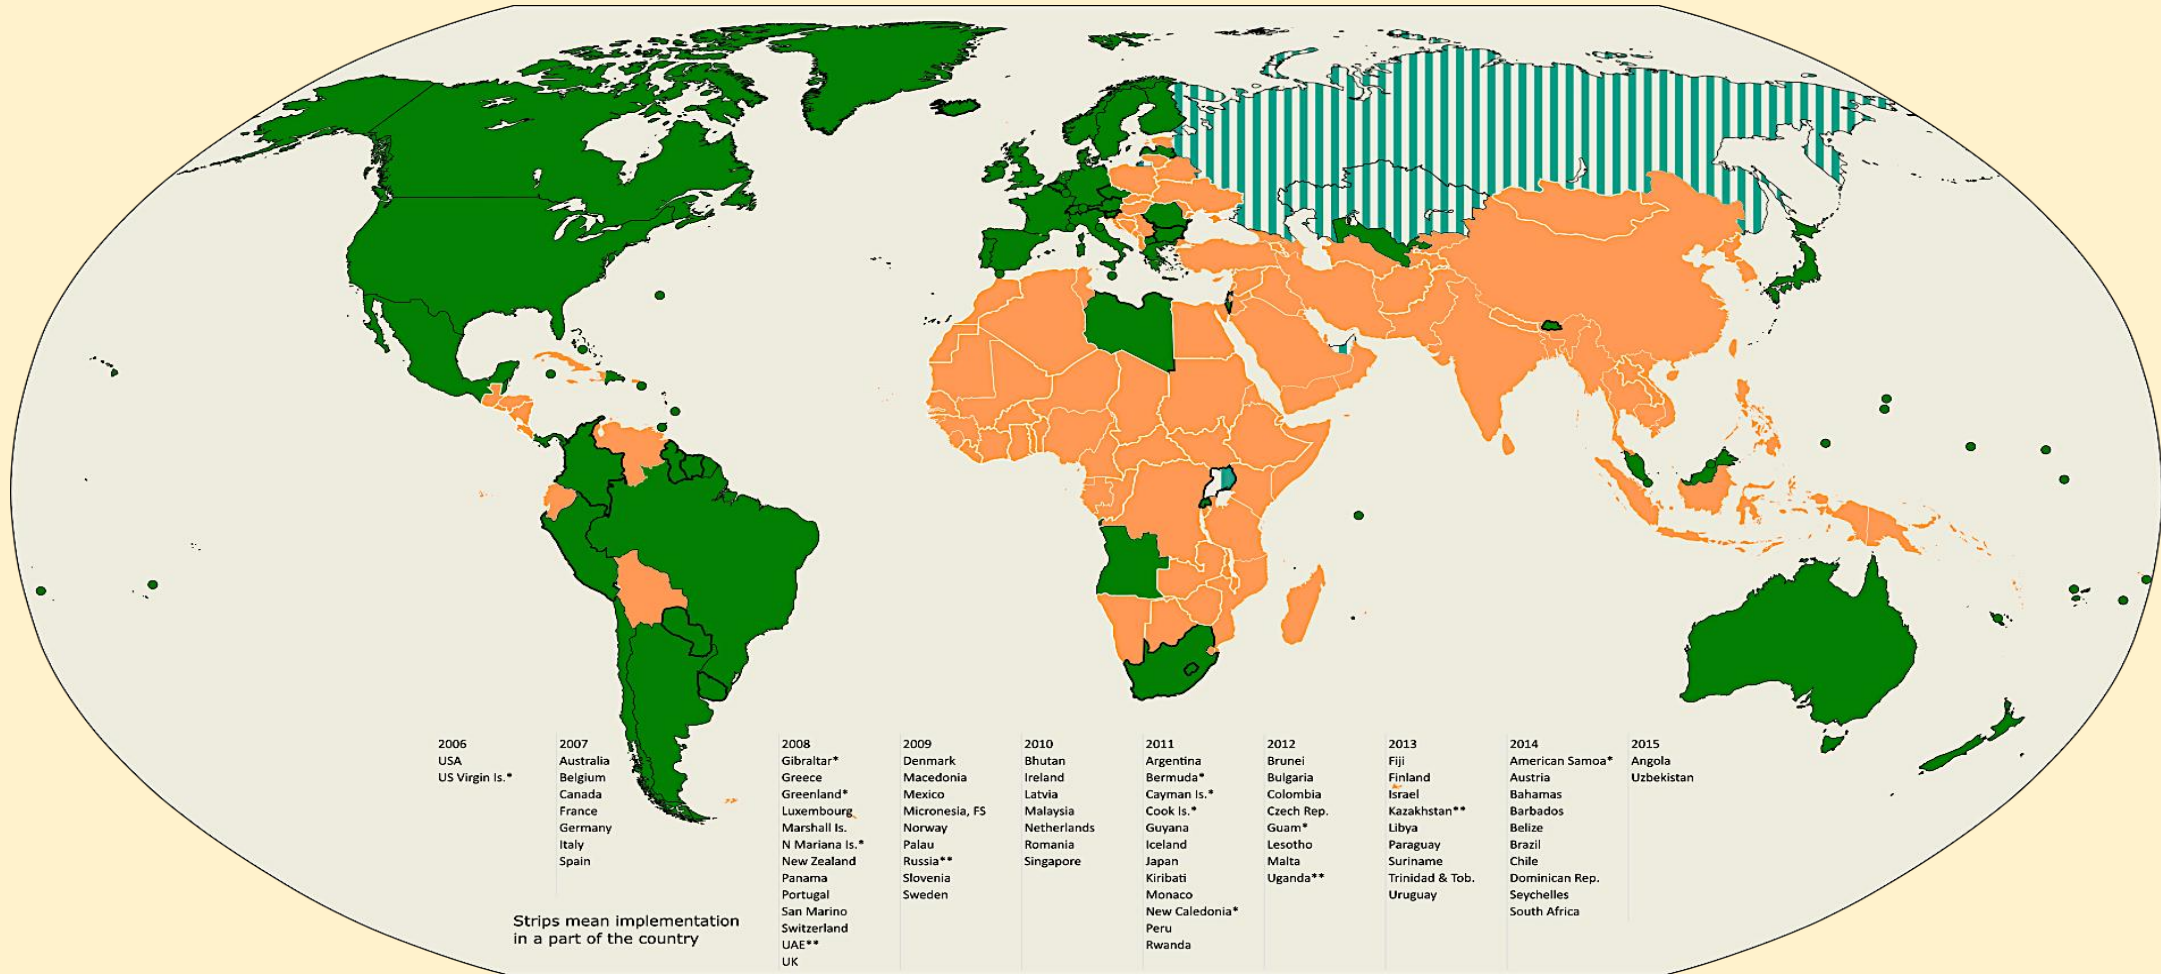 2006
USA
US Virgin Is.*
2007
Australia
Belgium
Canada
France
Germany
Italy
Spain
2008
Gibraltar*
Greece
Greenland*
Luxembourg
Marshall Is.
N Mariana Is.*
New Zealand
Panama
Portugal
San Marino
Switzerland
UAE**
UK
2009
Denmark
Macedonia
Mexico
Micronesia, FS
Norway
Palau
Russia**
Slovenia
Sweden
2010
Bhutan
Ireland
Latvia
Malaysia
Netherlands
Romania
Singapore
2011
Argentina
Bermuda*
Cayman Is.*
Cook Is.*
Guyana
Iceland
Japan
Kiribati
Monaco
New Caledonia*
Peru
Rwanda
2012
Brunei
Bulgaria
Colombia
Czech Rep.
Guam*
Lesotho
Malta
Uganda**
2013
Fiji
Finland
Israel
Kazakhstan**
Libya
Paraguay
Suriname
Trinidad & Tob.
Uruguay
2014
American Samoa*
Austria
Bahamas
Barbados
Belize
Brazil
Chile
Dominican Rep.
Seychelles
South Africa
2015
Angola
Uzbekistan
Strips mean implementation
in a part of the country